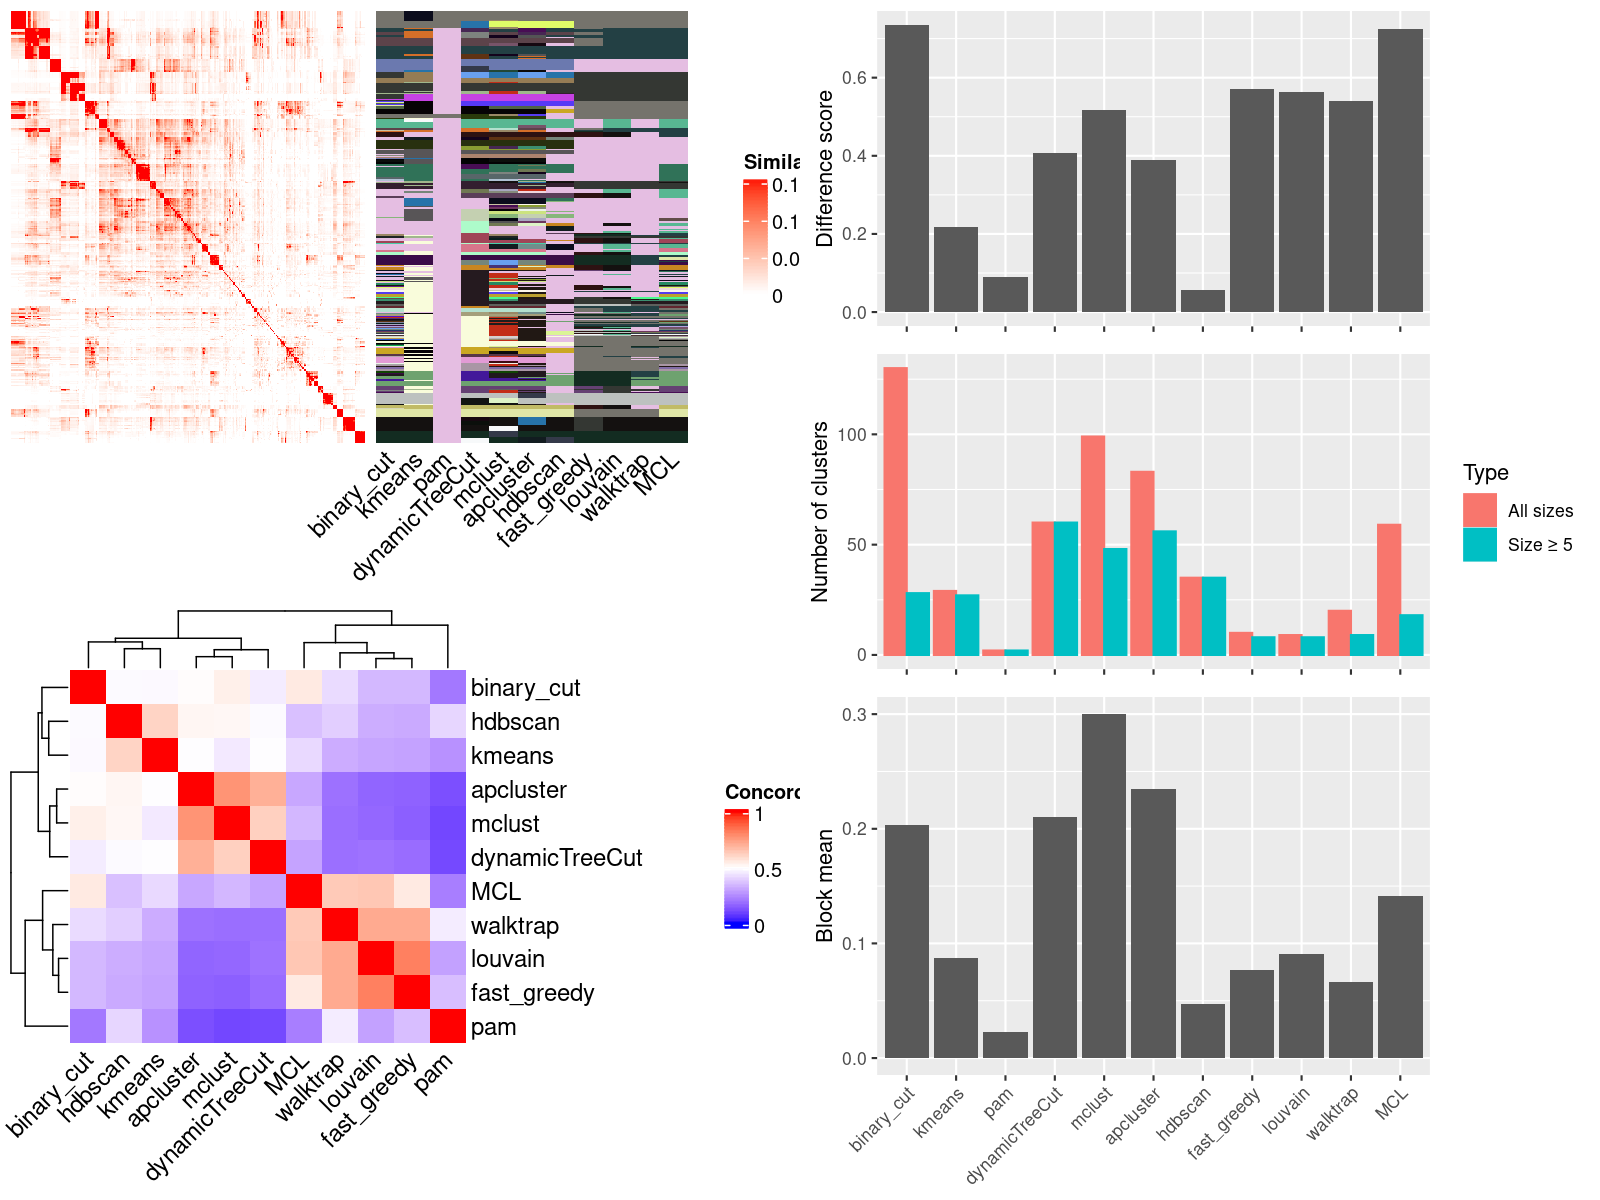 Simila
0.1
0.1
0.0
0
binary_cut
kmeans
pam
dynamicTreeCut
mclust
apcluster
hdbscan
fast_greedy
louvain
walktrap
MCL
binary_cut
hdbscan
kmeans
apcluster
mclust
dynamicTreeCut
MCL
walktrap
louvain
fast_greedy
pam
binary_cut
hdbscan
kmeans
apcluster
mclust
dynamicTreeCut
MCL
walktrap
louvain
fast_greedy
pam
Concord
1
0.5
0
Difference score
0.6
0.4
0.2
0.0
Number of clusters
100
50
0
Type
All sizes
Size ≥ 5
Block mean
0.3
0.2
0.1
0.0
binary_cut
kmeans
pam
dynamicTreeCut
mclust
apcluster
hdbscan
fast_greedy
louvain
walktrap
MCL